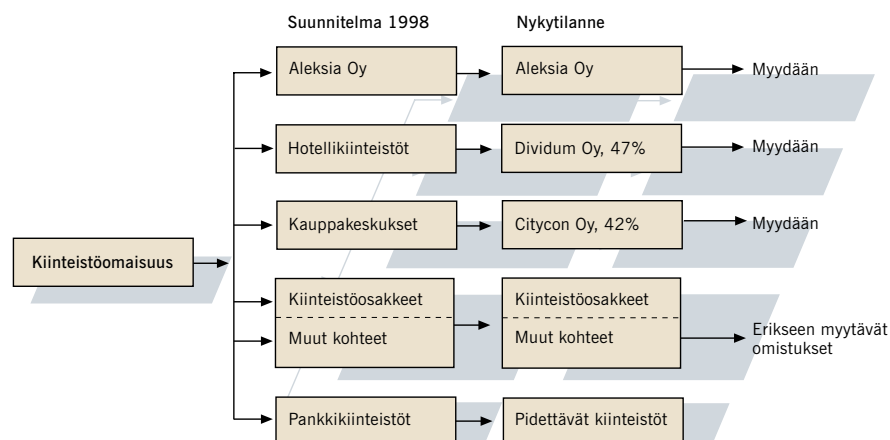 Suunnitelma 1998 Nykytilanne
Aleksia Oy Aleksia Oy Myydään
Hotellikiinteistöt Dividum Oy, 47% Myydään
Kauppakeskukset Citycon Oy, 42% Myydään
Kiinteistöomaisuus
Kiinteistöosakkeet Kiinteistöosakkeet
Muut kohteet Muut kohteet Erikseen myytävät
omistukset
Pankkikiinteistöt Pidettävät kiinteistöt